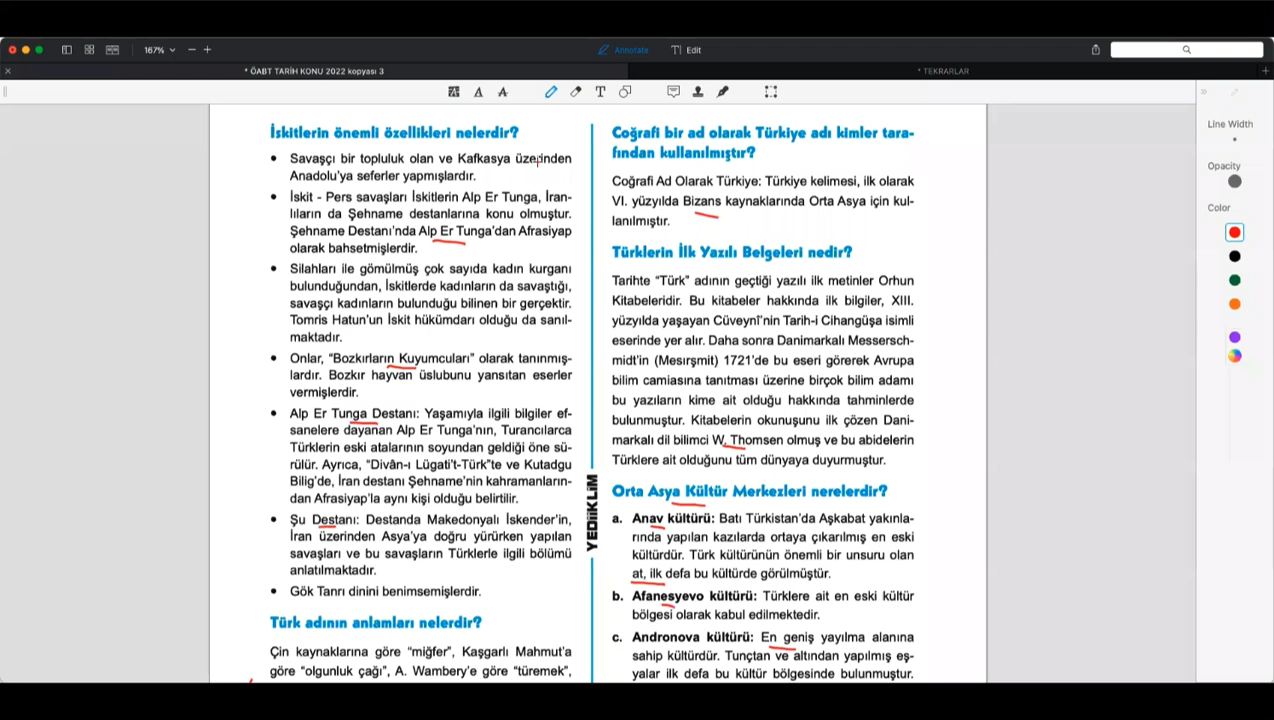 167%
Annotate
Edit
* ÖABT TARİH KONU 2022 kopyası 3
* TEKRARLAR
İskitlerin önemli özellikleri nelerdir?
• Savaşçı bir topluluk olan ve Kafkasya üzerinden
Anadolu'ya seferler yapmışlardır.
• İskit - Pers savaşları İskitlerin Alp Er Tunga, İran-
lıların da Şehname destanlarına konu olmuştur.
Şehname Destanı'nda Alp Er Tunga'dan Afrasiyap
olarak bahsetmişlerdir.
• Silahları ile gömülmüş çok sayıda kadın kurganı
bulunduğundan, İskitlerde kadınların da savaştığı,
savaşçı kadınların bulunduğu bilinen bir gerçektir.
Tomris Hatun'un İskit hükümdarı olduğu da sanıl-
maktadır.
• Onlar, "Bozkırların Kuyumcuları" olarak tanınmış-
lardır. Bozkır hayvan üslubunu yansıtan eserler
vermişlerdir.
• Alp Er Tunga Destanı: Yaşamıyla ilgili bilgiler ef-
sanelere dayanan Alp Er Tunga'nın, Turancılarca
Türklerin eski atalarının soyundan geldiği öne sü-
rülür. Ayrıca, "Divân-ı Lügati't-Türk"te ve Kutadgu
Bilig'de, İran destanı Şehname'nin kahramanların-
dan Afrasiyap'la aynı kişi olduğu belirtilir.
• Şu Destanı: Destanda Makedonyalı İskender'in,
İran üzerinden Asya'ya doğru yürürken yapılan
savaşları ve bu savaşların Türklerle ilgili bölümü
anlatılmaktadır.
• Gök Tanrı dinini benimsemişlerdir.
Türk adının anlamları nelerdir?
Çin kaynaklarına göre "miğfer", Kaşgarlı Mahmut'a
göre "olgunluk çağı", A. Wambery'e göre "türemek",
YEDİİKLİM
Coğrafi bir ad olarak Türkiye adı kimler tara-
fından kullanılmıştır?
Coğrafi Ad Olarak Türkiye: Türkiye kelimesi, ilk olarak
VI. yüzyılda Bizans kaynaklarında Orta Asya için kul-
lanılmıştır.
Türklerin İlk Yazılı Belgeleri nedir?
Tarihte "Türk" adının geçtiği yazılı ilk metinler Orhun
Kitabeleridir. Bu kitabeler hakkında ilk bilgiler, XIII.
yüzyılda yaşayan Cüveynî'nin Tarih-i Cihangüşa isimli
eserinde yer alır. Daha sonra Danimarkalı Messersch-
midt'in (Mesırşmit) 1721'de bu eseri görerek Avrupa
bilim camiasına tanıtması üzerine birçok bilim adamı
bu yazıların kime ait olduğu hakkında tahminlerde
bulunmuştur. Kitabelerin okunuşunu ilk çözen Dani-
markalı dil bilimci W. Thomsen olmuş ve bu abidelerin
Türklere ait olduğunu tüm dünyaya duyurmuştur.
Orta Asya Kültür Merkezleri nerelerdir?
a. Anav kültürü: Batı Türkistan'da Aşkabat yakınla-
rında yapılan kazılarda ortaya çıkarılmış en eski
kültürdür. Türk kültürünün önemli bir unsuru olan
at, ilk defa bu kültürde görülmüştür.
b. Afanesyevo kültürü: Türklere ait en eski kültür
bölgesi olarak kabul edilmektedir.
c. Andronova kültürü: En geniş yayılma alanına
sahip kültürdür. Tunçtan ve altından yapılmış eş-
yalar ilk defa bu kültür bölgesinde bulunmuştur.
Line Width
Opacity
Color